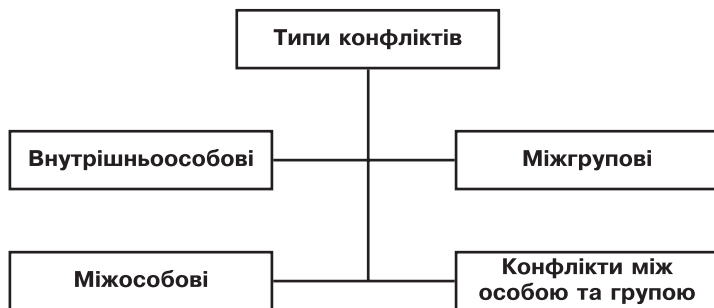 Типи конфліктів
Внутрішньоособові
Міжгрупові
Міжособові
Конфлікти між
особою та групою